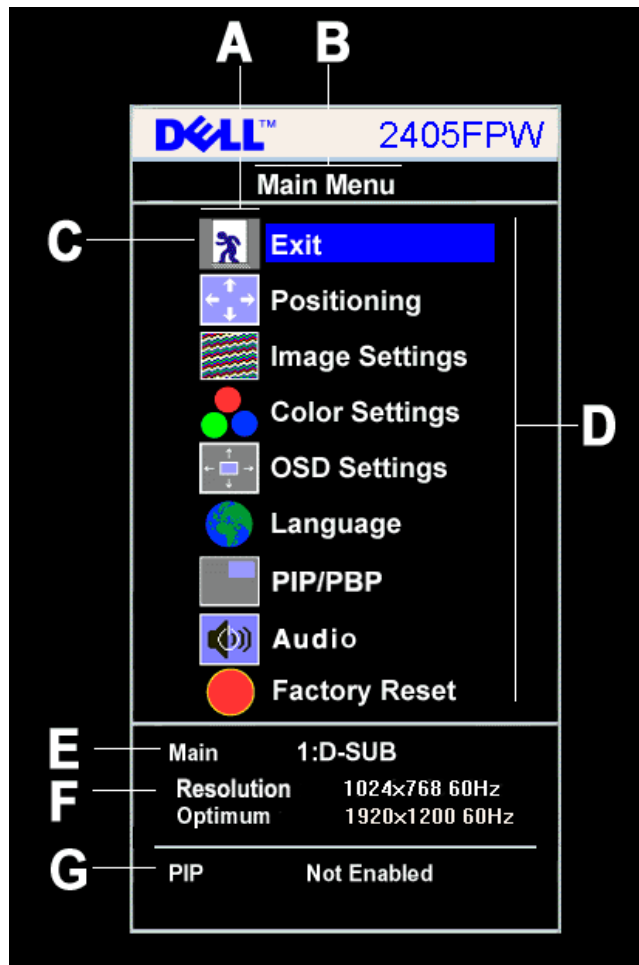 A B
DELL™ 2405FPW
Main Menu
C
Exit
Positioning
Image Settings
Color Settings
D
OSD Settings
Language
PIP/PBP
Audio
Factory Reset
E
Main 1:D-SUB
F
Resolution 1024x768 60Hz
Optimum 1920x1200 60Hz
G
PIP Not Enabled